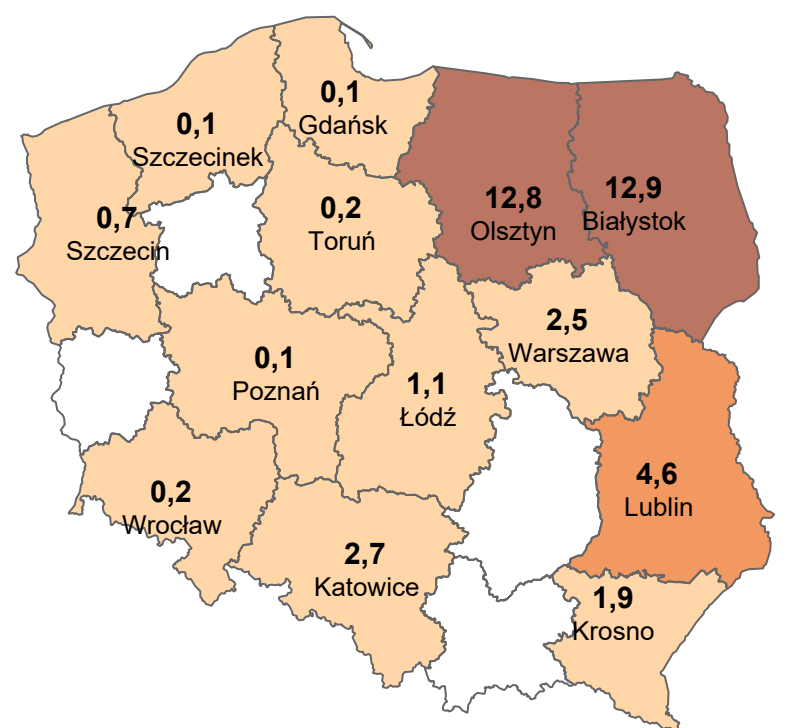 0,1
Gdańsk
0,1
Szczecinek
12,8
Olsztyn
12,9
Białystok
0,2
Toruń
0,7
Szczecin
2,5
Warszawa
0,1
Poznań
1,1
Łódź
4,6
Lublin
0,2
Wrocław
2,7
Katowice
1,9
Krosno